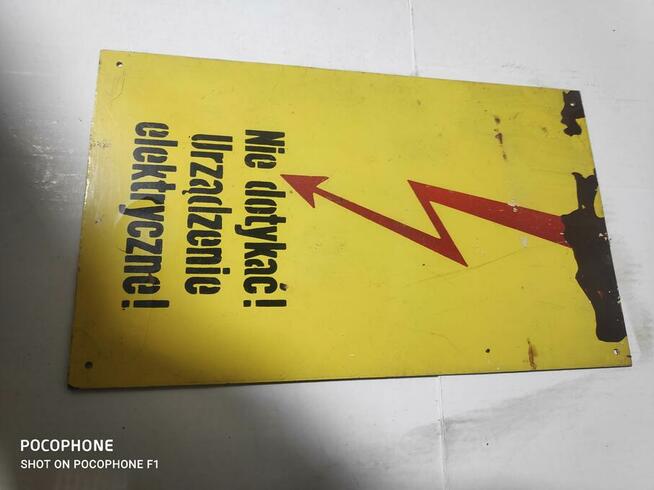 Nie dotykać!
Urządzenie
elektryczne!
POCOPHONE
SHOT ON POCOPHONE F1